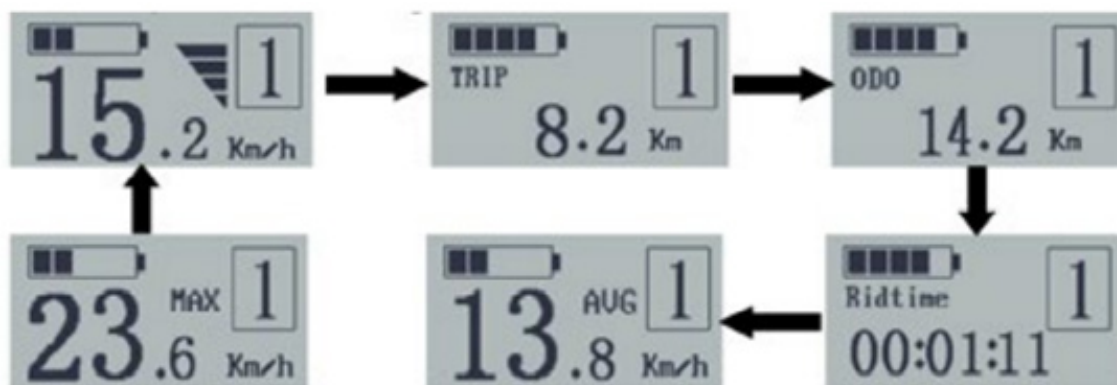 1
15.2 Km/h
1
TRIP
8.2 Km
1
ODO
14.2 Km
1
MAX
23.6 Km/h
1
AVG
13.8 Km/h
1
Ridtime
00:01:11